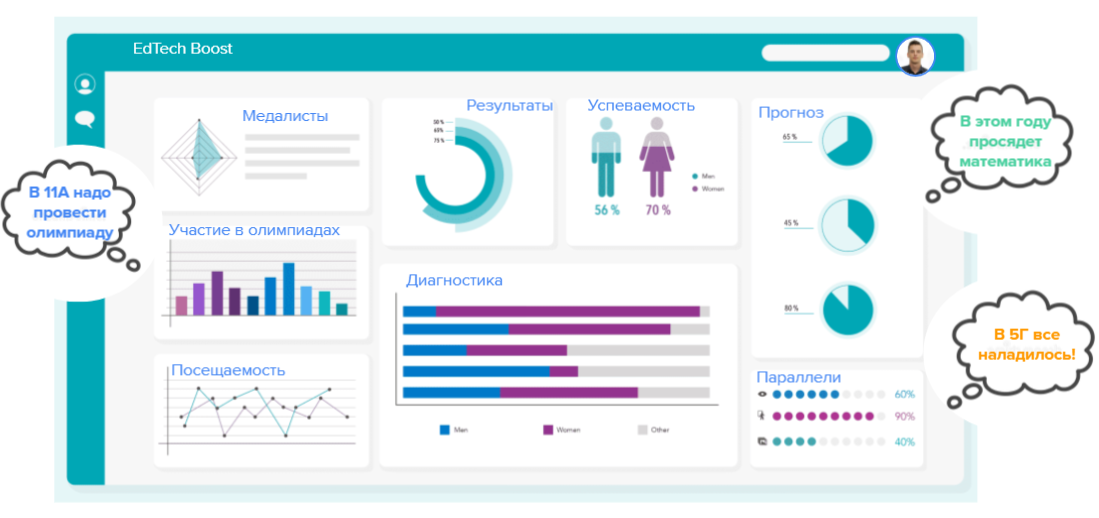 EdTech Boost
Медалисты
Результаты
50 %
65%
75 %
Успеваемость
Men
Women
56 %
70 %
Прогноз
65 %
45 %
80 %
В этом году
просядет
математика
В 11А надо
провести
олимпиаду
Участие в олимпиадах
Диагностика
Men
Women
Other
Посещаемость
Параллели
60%
90%
40%
В 5Г все
наладилось!